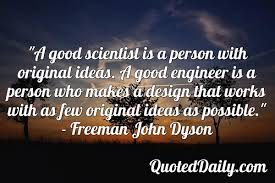 "A good scientist is a person with
original ideas. A good engineer is a
person who makes a design that works
with as few original ideas as possible."
- Freeman John Dyson
QuotedDaily.com